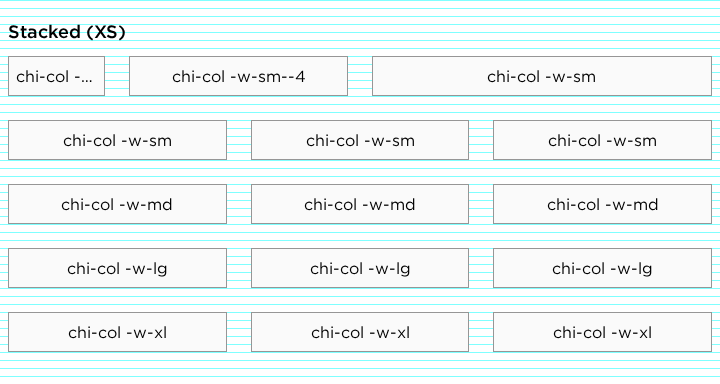 Stacked (XS)
chi-col -... chi-col -w-sm--4 chi-col -w-sm
chi-col -w-sm chi-col -w-sm chi-col -w-sm
chi-col -w-md chi-col -w-md chi-col -w-md
chi-col -w-lg chi-col -w-lg chi-col -w-lg
chi-col -w-xl chi-col -w-xl chi-col -w-xl